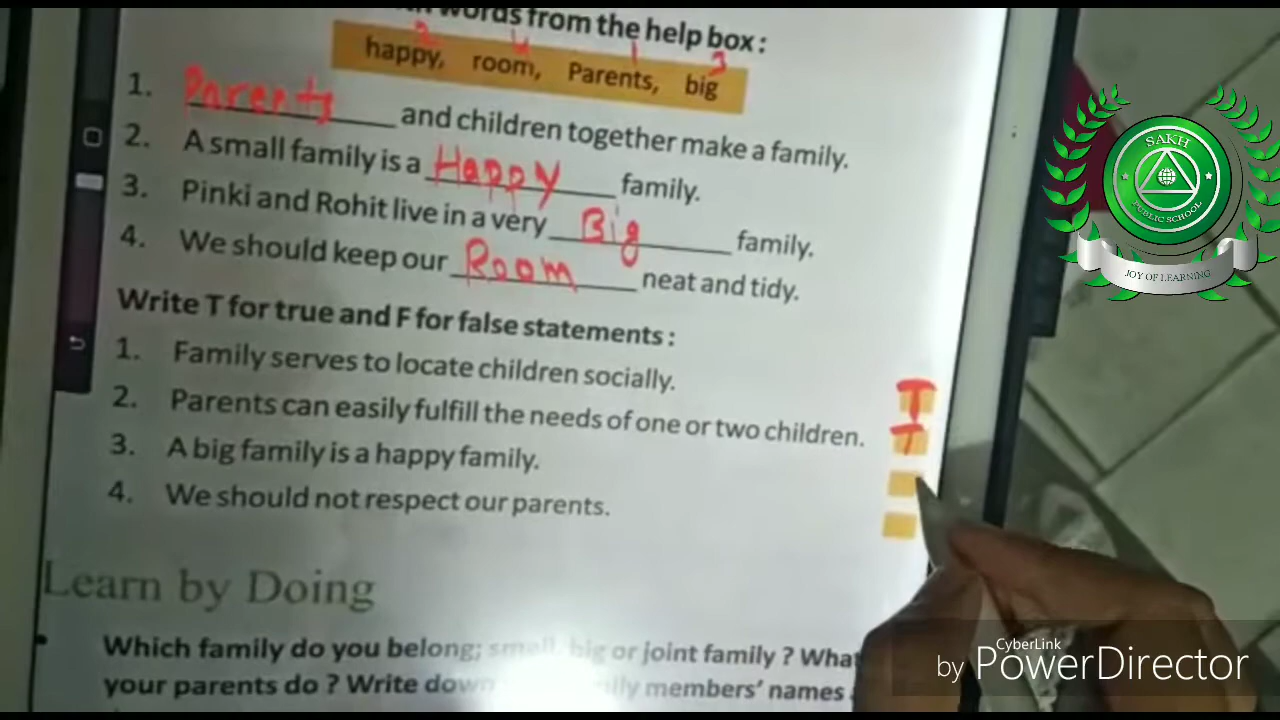 words from the help box :
2 4 1 3
happy, room, Parents, big
1. Parents and children together make a family.
2. A small family is a Happy family.
3. Pinki and Rohit live in a very Big family.
4. We should keep our Room neat and tidy.
Write T for true and F for false statements :
1. Family serves to locate children socially. T
2. Parents can easily fulfill the needs of one or two children. T
3. A big family is a happy family.
4. We should not respect our parents.
Learn by Doing
Which family do you belong; small, big or joint family ? What
your parents do ? Write down members' names
SAKH
PUBLIC SCHOOL
JOY OF LEARNING
CyberLink
by PowerDirector